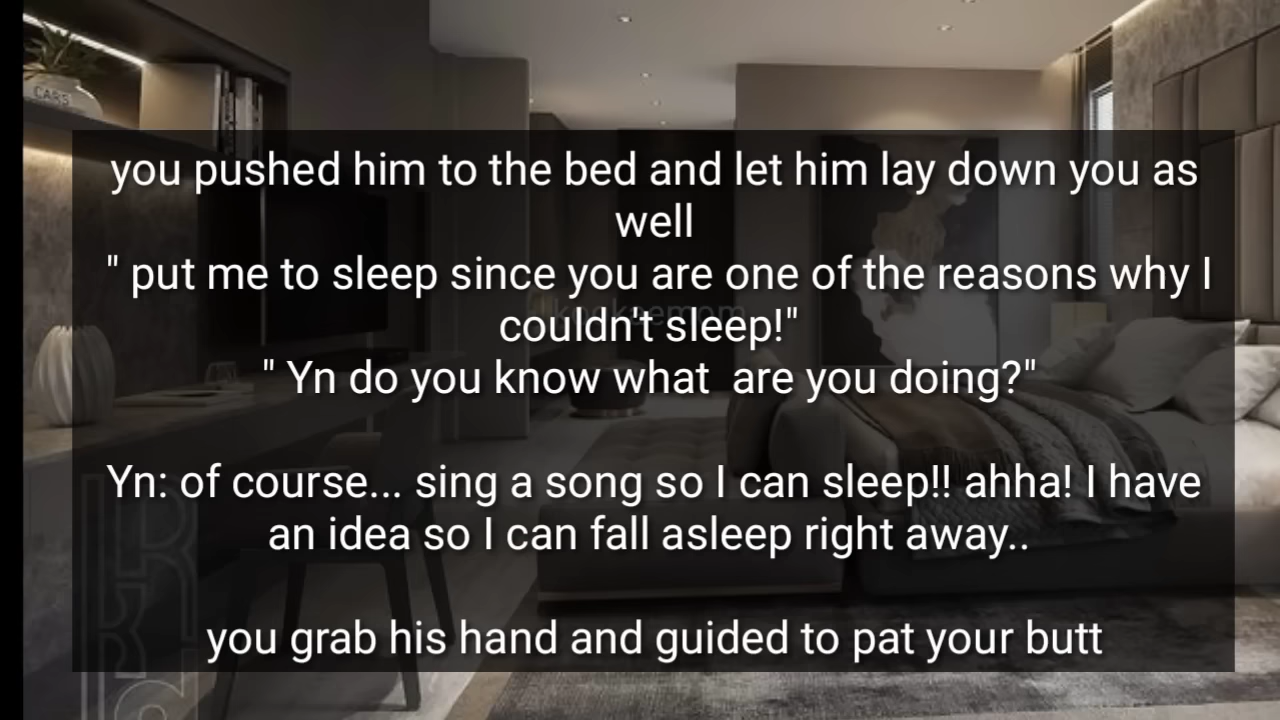 CARS
you pushed him to the bed and let him lay down you as
well
" put me to sleep since you are one of the reasons why I
couldn't sleep!"
" Yn do you know what  are you doing?"
Yn: of course... sing a song so I can sleep!! ahha! I have
an idea so I can fall asleep right away..
you grab his hand and guided to pat your butt